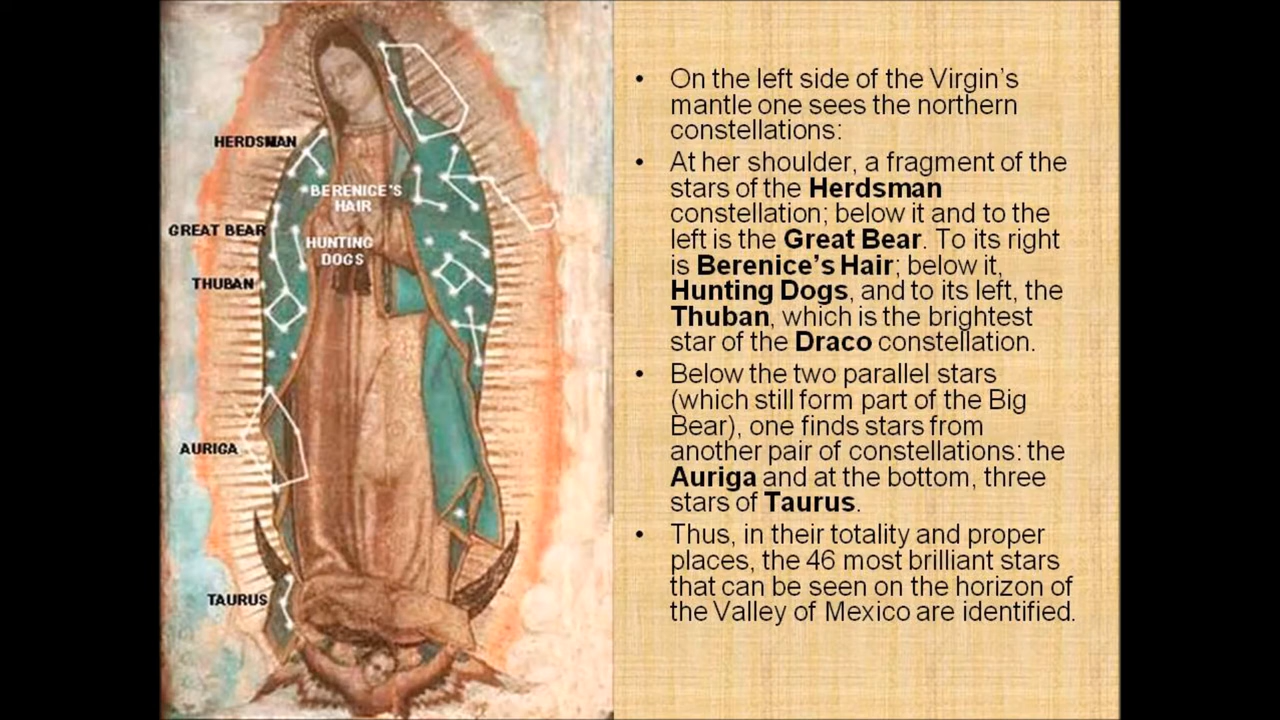 HERDSMAN
BERENICE'S
HAIR
GREAT BEAR
HUNTING
DOGS
THUBAN
AURIGA
TAURUS
• On the left side of the Virgin's
mantle one sees the northern
constellations:
• At her shoulder, a fragment of the
stars of the Herdsman
constellation; below it and to the
left is the Great Bear. To its right
is Berenice's Hair; below it,
Hunting Dogs, and to its left, the
Thuban, which is the brightest
star of the Draco constellation.
• Below the two parallel stars
(which still form part of the Big
Bear), one finds stars from
another pair of constellations: the
Auriga and at the bottom, three
stars of Taurus.
• Thus, in their totality and proper
places, the 46 most brilliant stars
that can be seen on the horizon of
the Valley of Mexico are identified.